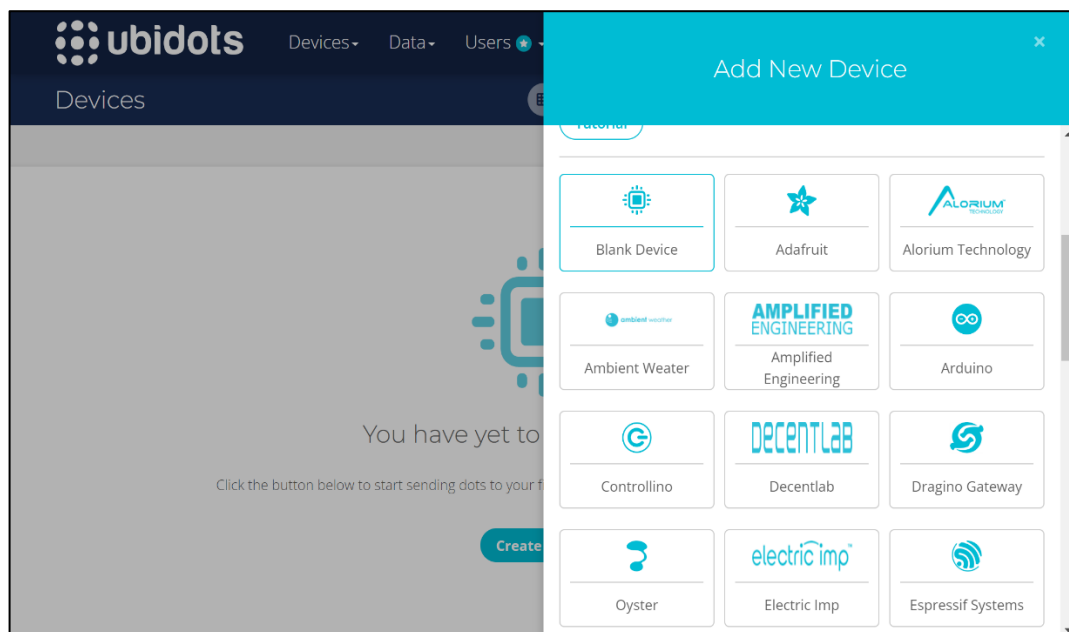 ubidots
Devices
Data
Users
Devices
You have yet to
Click the button below to start sending dots to your
Create
Add New Device
×
Tutorial
Blank Device
Adafruit
ALORIUM
TECHNOLOGY
Alorium Technology
ambient weather
Ambient Weater
AMPLIFIED
ENGINEERING
Amplified
Engineering
Arduino
Controllino
DECENTLAB
Decentlab
Dragino Gateway
Oyster
electric imp™
Electric Imp
Espressif Systems